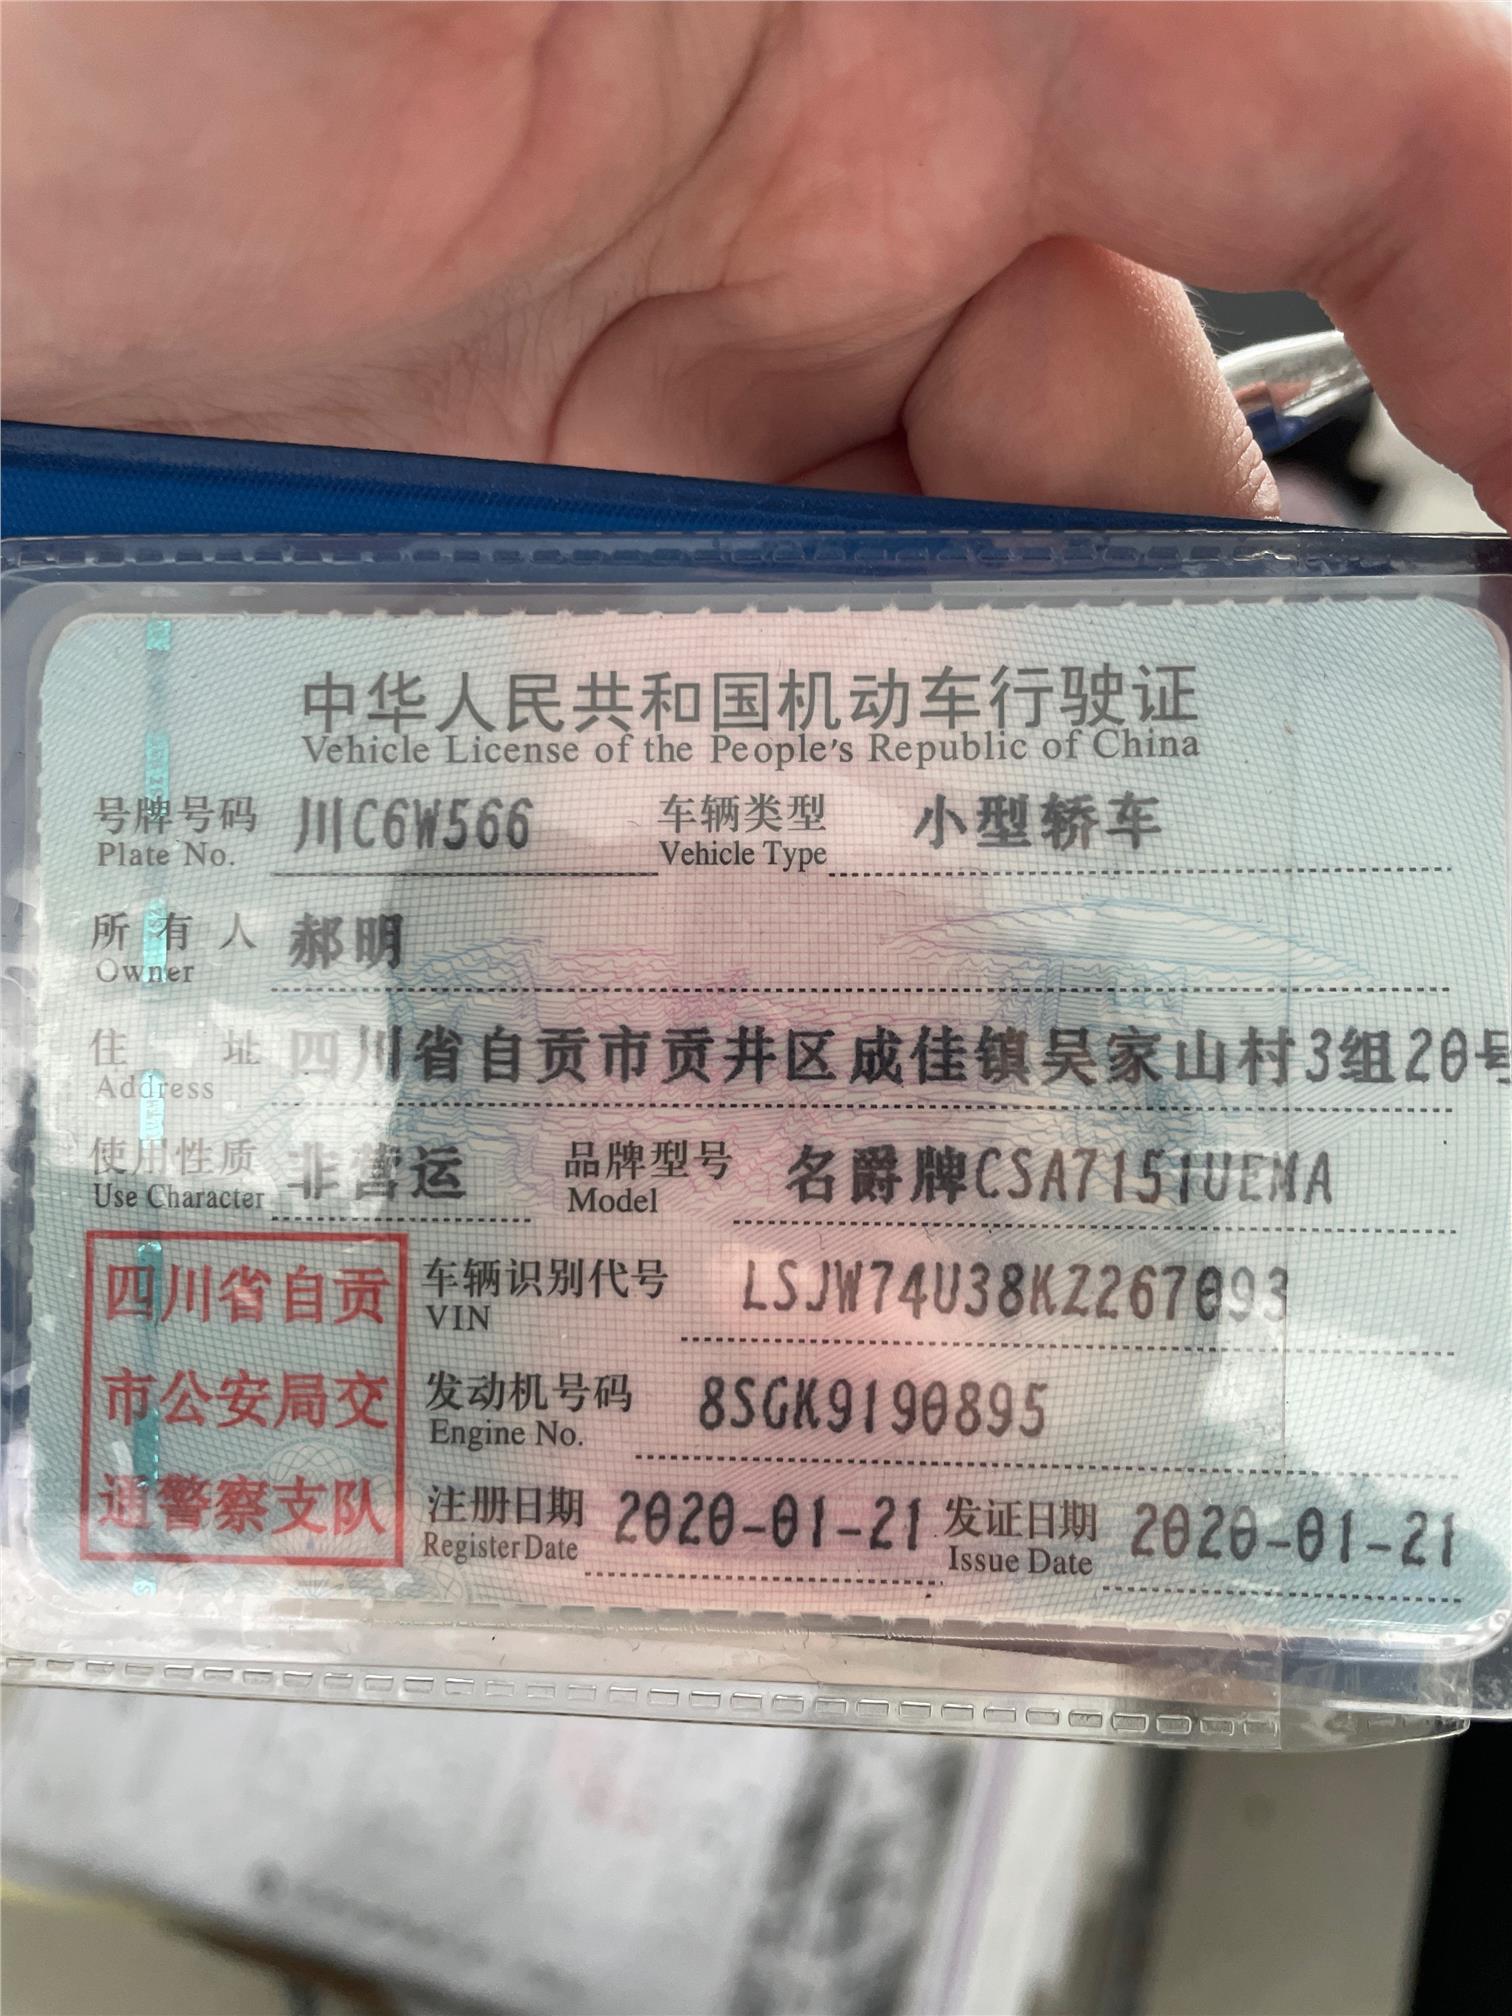 中华人民共和国机动车行驶证
Vehicle License of the People's Republic of China
号牌号码 川C6W566 车辆类型 小型轿车
Plate No. Vehicle Type
所有人 郝明
Owner
住址 四川省自贡市贡井区成佳镇吴家山村3组20号
Address
使用性质 非营运 品牌型号 名爵牌CSA7151UEMA
Use Character Model
四川省自贡
市公安局交
通警察支队
车辆识别代号 LSJW74U38KZ267093
VIN
发动机号码 8SGK9190895
Engine No.
注册日期 2020-01-21 发证日期 2020-01-21
Register Date Issue Date